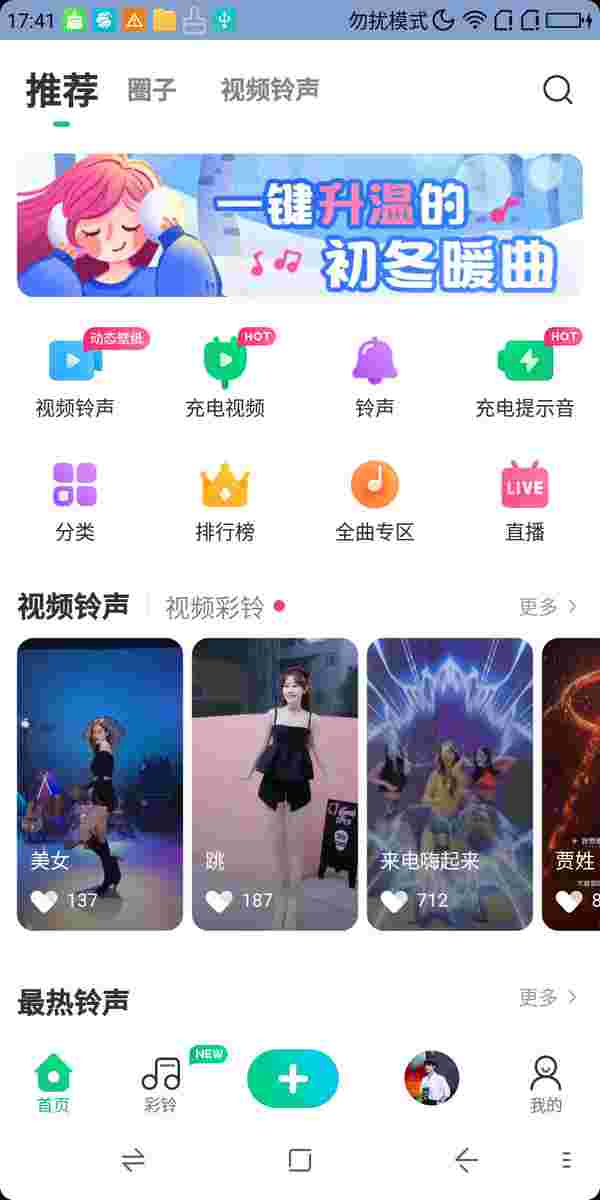 17:41 勿扰模式
推荐 圈子 视频铃声
一键升温的
初冬暖曲
动态壁纸 HOT HOT
视频铃声 充电视频 铃声 充电提示音
LIVE
分类 排行榜 全曲专区 直播
视频铃声 视频彩铃 更多
美女 跳 来电嗨起来 贾姓
137 187 712 8
最热铃声 更多
NEW
首页 彩铃 我的